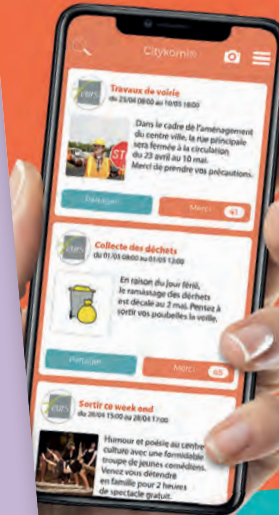 Citykomi
Travaux de voirie
du 23/04 08:00 au 10/05 18:00
Dans le cadre de l'aménagement
du centre ville, la rue principale
sera fermée à la circulation
du 23 avril au 10 mai.
Merci de prendre vos précautions.
STOP
Partager
Merci 41
Collecte des déchets
du 01/05 08:00 au 01/05 12:00
En raison du jour férié,
le ramassage des déchets
est décalé au 2 mai. Pensez à
sortir vos poubelles la veille.
Partager
Merci 65
Sortir ce week end
du 28/04 15:00 au 28/04 17:00
Humour et poésie au centre
culture avec une formidable
troupe de jeunes comédiens.
Venez vous détendre
en famille pour 2 heures
de spectacle gratuit.